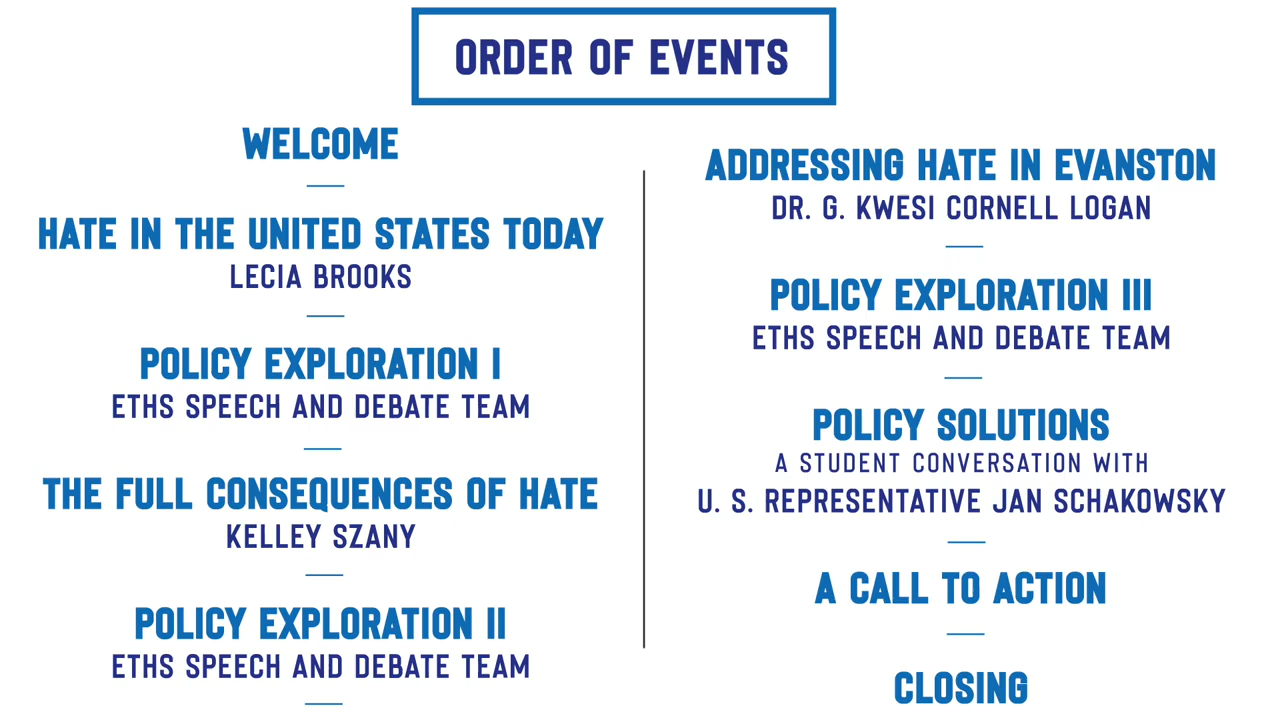 ORDER OF EVENTS
WELCOME
HATE IN THE UNITED STATES TODAY
LECIA BROOKS
POLICY EXPLORATION I
ETHS SPEECH AND DEBATE TEAM
THE FULL CONSEQUENCES OF HATE
KELLEY SZANY
POLICY EXPLORATION II
ETHS SPEECH AND DEBATE TEAM
ADDRESSING HATE IN EVANSTON
DR. G. KWESI CORNELL LOGAN
POLICY EXPLORATION III
ETHS SPEECH AND DEBATE TEAM
POLICY SOLUTIONS
A STUDENT CONVERSATION WITH
U. S. REPRESENTATIVE JAN SCHAKOWSKY
A CALL TO ACTION
CLOSING